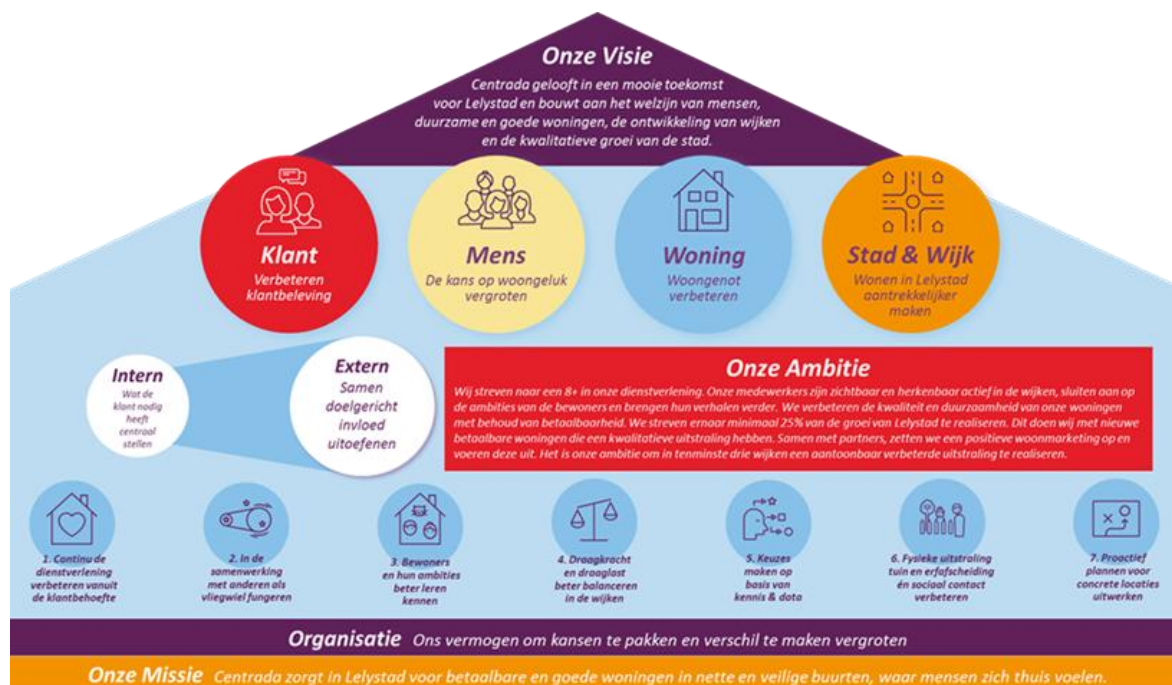 Onze Visie
Centrada gelooft in een mooie toekomst
voor Lelystad en bouwt aan het welzijn van mensen,
duurzame en goede woningen, de ontwikkeling van wijken
en de kwalitatieve groei van de stad.
Klant
Verbeteren
klantbeleving
Mens
De kans op woongeluk
vergroten
Woning
Woongenot
verbeteren
Stad & Wijk
Wonen in Lelystad
aantrekkelijker
maken
Intern
Wat de
klant nodig
heeft
centraal
stellen
Extern
Samen
doelgericht
invloed
uitoefenen
Onze Ambitie
Wij streven naar een 8+ in onze dienstverlening. Onze medewerkers zijn zichtbaar en herkenbaar actief in de wijken, sluiten aan op
de ambities van de bewoners en brengen hun verhalen verder. We verbeteren de kwaliteit en duurzaamheid van onze woningen
met behoud van betaalbaarheid. We streven ernaar minimaal 25% van de groei van Lelystad te realiseren. Dit doen wij met nieuwe
betaalbare woningen die een kwalitatieve uitstraling hebben. Samen met partners, zetten we een positieve woonmarketing op en
voeren deze uit. Het is onze ambitie om in tenminste drie wijken een aantoonbaar verbeterde uitstraling te realiseren.
1. Continu de
dienstverlening
verbeteren vanuit
de klantbehoefte
2. In de
samenwerking
met anderen als
vliegwiel fungeren
3. Bewoners
en hun ambities
beter leren
kennen
4. Draagkracht
en draaglast
beter balanceren
in de wijken
5. Keuzes
maken op
basis van
kennis & data
6. Fysieke uitstraling
tuin en erfafscheiding
én sociaal contact
verbeteren
7. Proactief
plannen voor
concrete locaties
uitwerken
Organisatie Ons vermogen om kansen te pakken en verschil te maken vergroten
Onze Missie Centrada zorgt in Lelystad voor betaalbare en goede woningen in nette en veilige buurten, waar mensen zich thuis voelen.